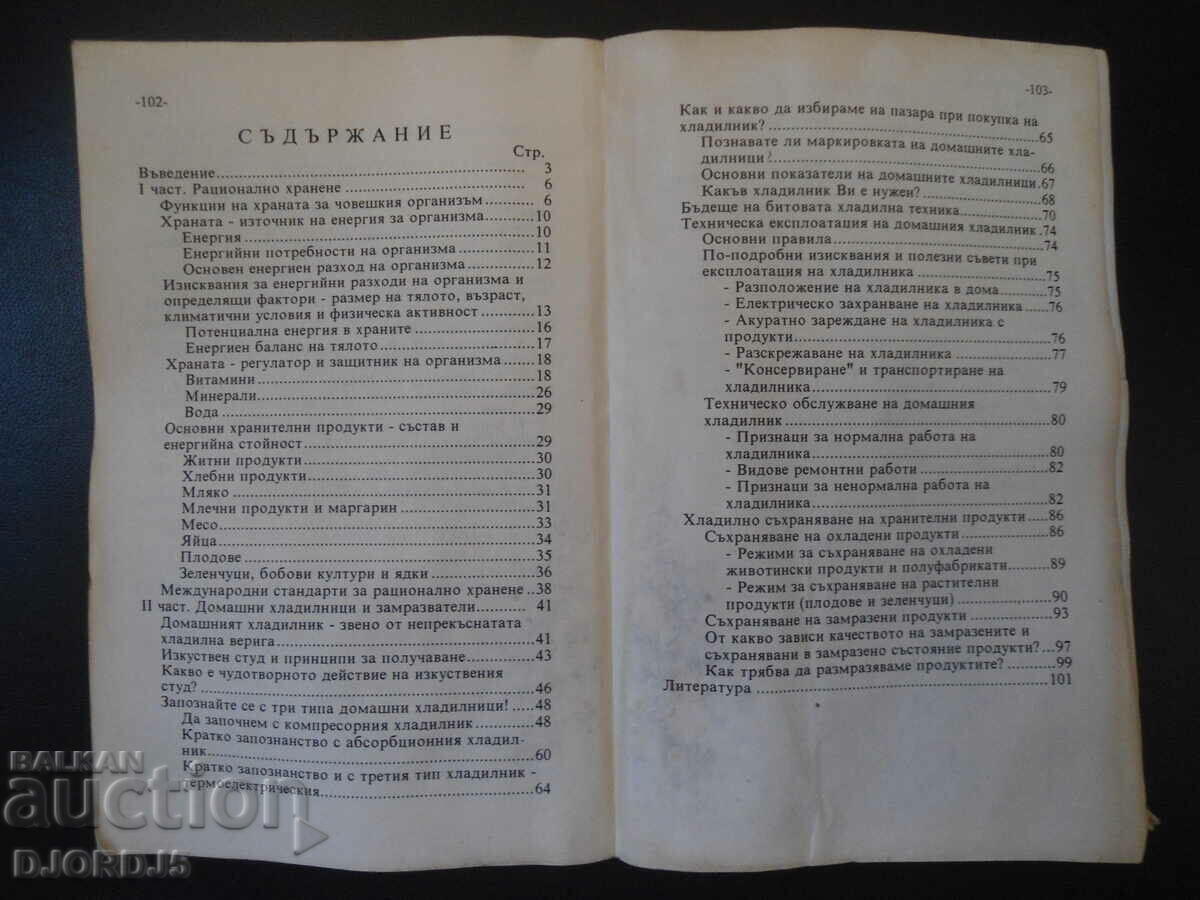 -102-
СЪДЪРЖАНИЕ
Стр.
Въведение ..... 3
I част. Рационално хранене ..... 6
Функции на храната за човешкия организъм ..... 6
Храната - източник на енергия за организма ..... 10
Енергия ..... 10
Енергийни потребности на организма ..... 11
Основен енергиен разход на организма ..... 12
Изисквания за енергийни разходи на организма и
определящи фактори - размер на тялото, възраст,
климатични условия и физическа активност ..... 13
Потенциална енергия в храните ..... 16
Енергиен баланс на тялото ..... 17
Храната - регулатор и защитник на организма ..... 18
Витамини ..... 18
Минерали ..... 26
Вода ..... 29
Основни хранителни продукти - състав и
енергийна стойност ..... 29
Житни продукти ..... 30
Хлебни продукти ..... 30
Мляко ..... 31
Млечни продукти и маргарин ..... 31
Месо ..... 33
Яйца ..... 34
Плодове ..... 35
Зеленчуци, бобови култури и ядки ..... 36
Международни стандарти за рационално хранене ..38
II част. Домашни хладилници и замразватели ..... 41
Домашният хладилник - звено от непрекъснатата
хладилна верига ..... 41
Изкуствен студ и принципи за получаване ..... 43
Какво е чудотворното действие на изкуствения
студ? ..... 46
Запознайте се с три типа домашни хладилници! ..... 48
Да започнем с компресорния хладилник ..... 48
Кратко запознанство с абсорбционния хладил-
ник ..... 60
Кратко запознанство и с третия тип хладилник -
термоелектрическия ..... 64
-103-
Как и какво да избираме на пазара при покупка на
хладилник? ..... 65
Познавате ли маркировката на домашните хла-
дилници? ..... 66
Основни показатели на домашните хладилници.67
Какъв хладилник Ви е нужен? ..... 68
Бъдеще на битовата хладилна техника ..... 70
Техническа експлоатация на домашния хладилник .74
Основни правила ..... 74
По-подробни изисквания и полезни съвети при
експлоатация на хладилника ..... 75
- Разположение на хладилника в дома ..... 75
- Електрическо захранване на хладилника ..... 76
- Акуратно зареждане на хладилника с
продукти ..... 76
- Разскрежаване на хладилника ..... 77
- "Консервиране" и транспортиране на
хладилника ..... 79
Техническо обслужване на домашния
хладилник ..... 80
- Признаци за нормална работа на
хладилника ..... 80
- Видове ремонтни работи ..... 82
- Признаци за ненормална работа на
хладилника ..... 82
Хладилно съхраняване на хранителни продукти ..... 86
Съхраняване на охладени продукти ..... 86
- Режими за съхраняване на охладени
животински продукти и полуфабрикати ..... 89
- Режим за съхраняване на растителни
продукти (плодове и зеленчуци) ..... 90
Съхраняване на замразени продукти ..... 93
От какво зависи качеството на замразените и
съхранявани в замразено състояние продукти? ...97
Как трябва да размразяваме продуктите? ..... 99
Литература ..... 101
BALKAN
auction
DJORDJ5